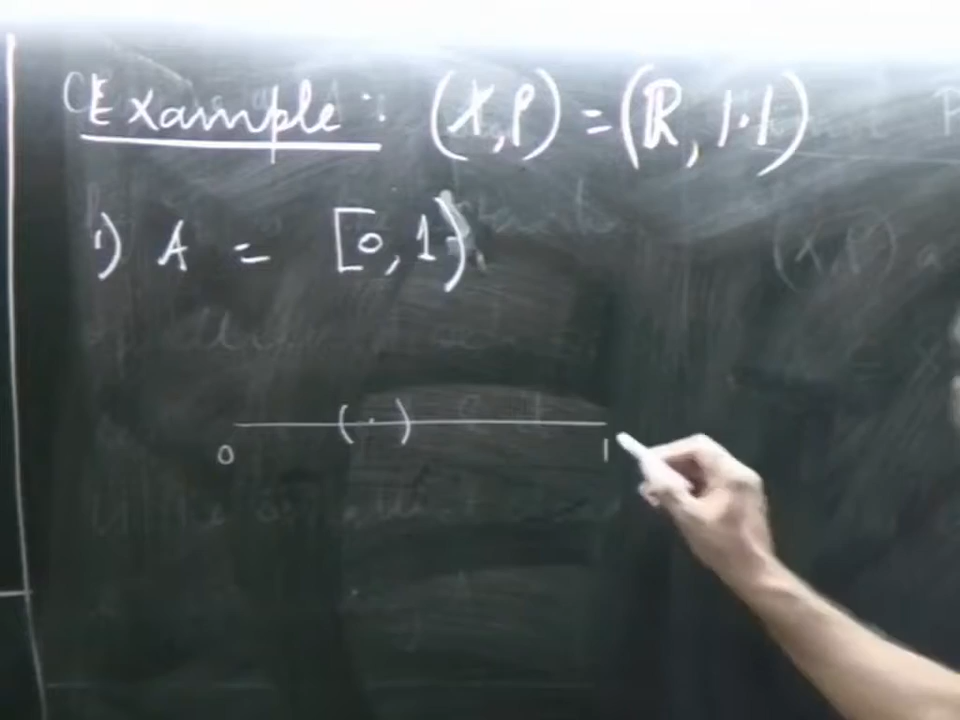 Example: (X, ρ) = (ℝ, |·|)
1) A = [0, 1)
( · )
0 1
(X, ρ) a